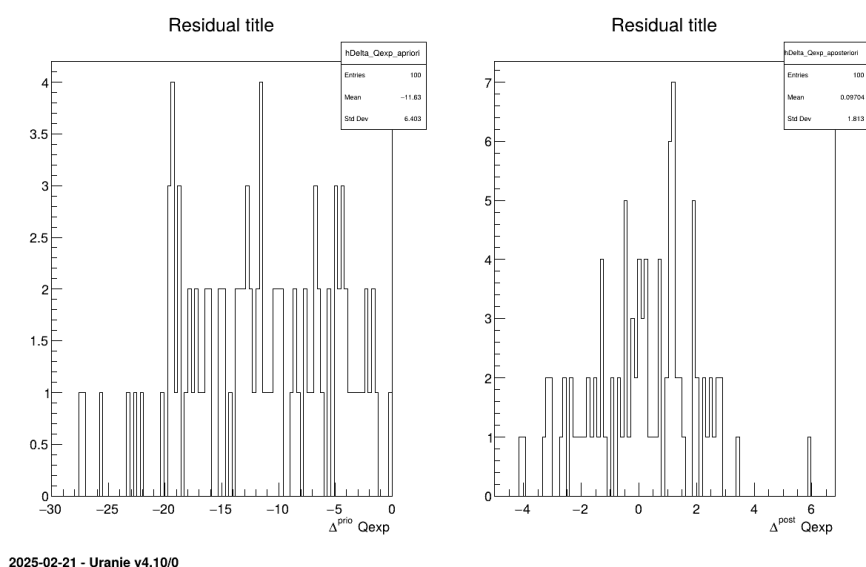 Residual title
hDelta_Qexp_apriori
Entries 100
Mean −11.63
Std Dev 6.403
4
3.5
3
2.5
2
1.5
1
0.5
0
−30 −25 −20 −15 −10 −5 0
Δprio Qexp
Residual title
hDelta_Qexp_aposteriori
Entries 100
Mean 0.09704
Std Dev 1.813
7
6
5
4
3
2
1
0
−4 −2 0 2 4 6
Δpost Qexp
2025-02-21 - Uranie v4.10/0